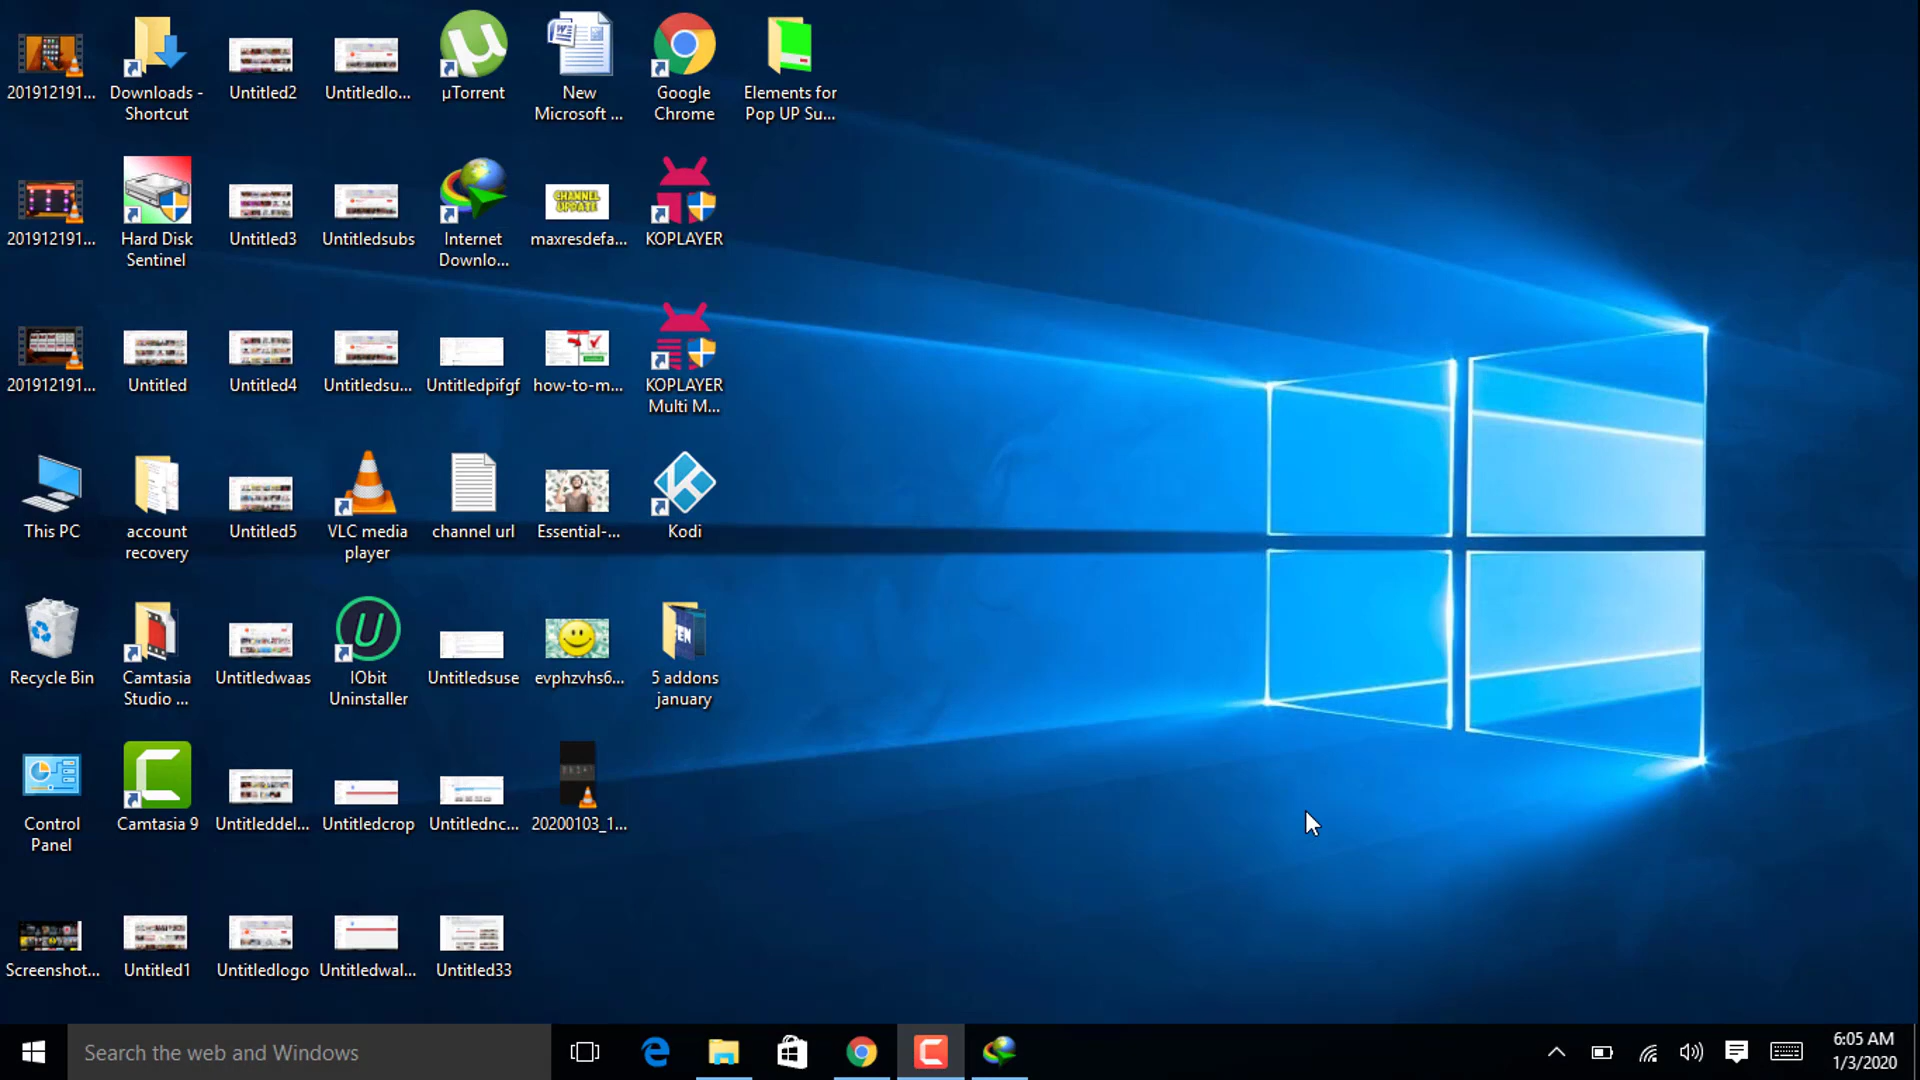 201912191...
Downloads -
Shortcut
Untitled2
Untitledlo...
µTorrent
New
Microsoft ...
Google
Chrome
Elements for
Pop UP Su...
201912191...
Hard Disk
Sentinel
Untitled3
Untitledsubs
Internet
Downlo...
CHANNEL
UPDATE
maxresdefa...
KOPLAYER
201912191...
Untitled
Untitled4
Untitledsu...
Untitledpifgf
how-to-m...
KOPLAYER
Multi M...
This PC
account
recovery
Untitled5
VLC media
player
channel url
Essential-...
Kodi
Recycle Bin
Camtasia
Studio ...
Untitledwaas
IObit
Uninstaller
Untitledsuse
evphzvhs6...
5 addons
january
Control
Panel
Camtasia 9
Untitleddel...
Untitledcrop
Untitlednc...
20200103_1...
Screenshot...
Untitled1
Untitledlogo
Untitledwal...
Untitled33
Search the web and Windows
6:05 AM
1/3/2020